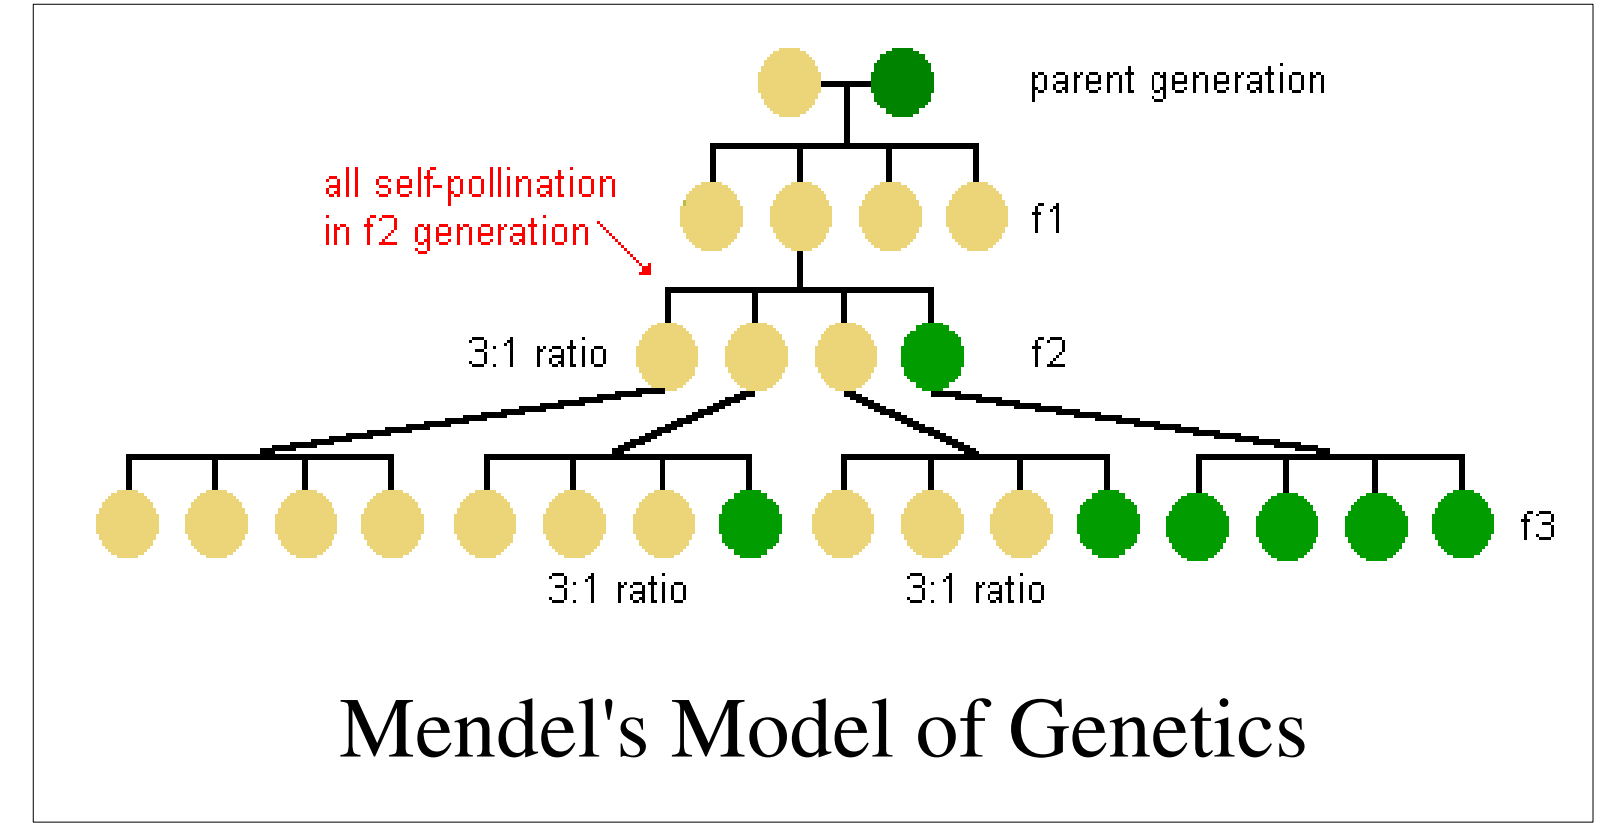 parent generation
all self-pollination
in f2 generation
f1
3:1 ratio
f2
f3
3:1 ratio
3:1 ratio
Mendel's Model of Genetics